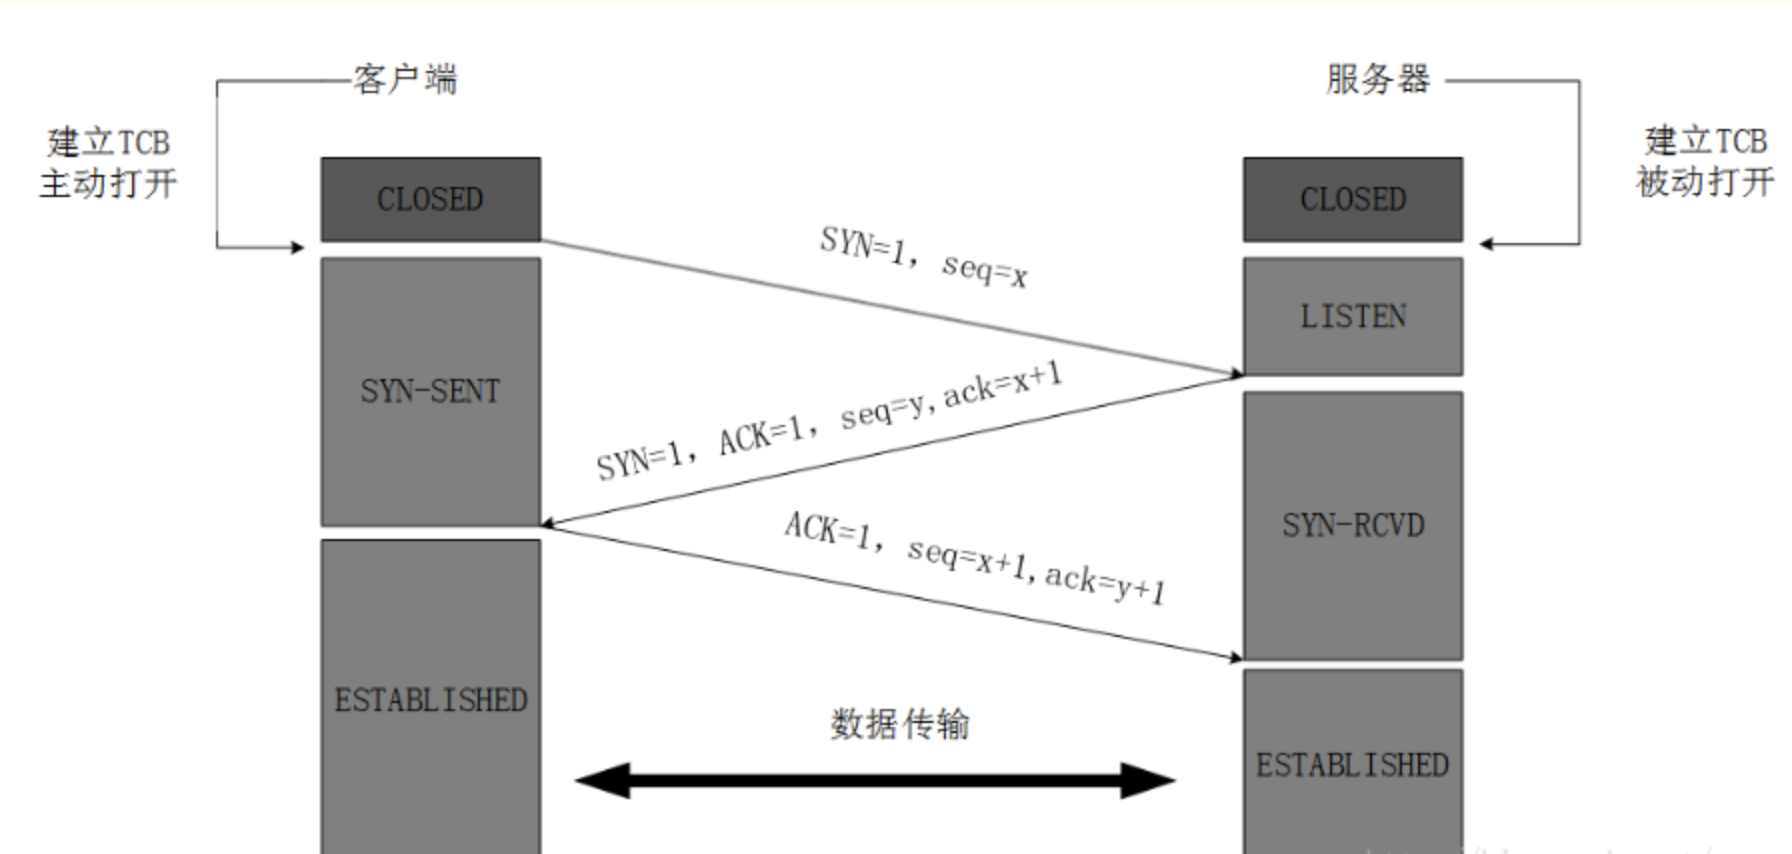 客户端
服务器
建立TCB
主动打开
建立TCB
被动打开
CLOSED
CLOSED
SYN=1, seq=x
LISTEN
SYN-SENT
SYN=1, ACK=1, seq=y,ack=x+1
SYN-RCVD
ACK=1, seq=x+1,ack=y+1
ESTABLISHED
数据传输
ESTABLISHED